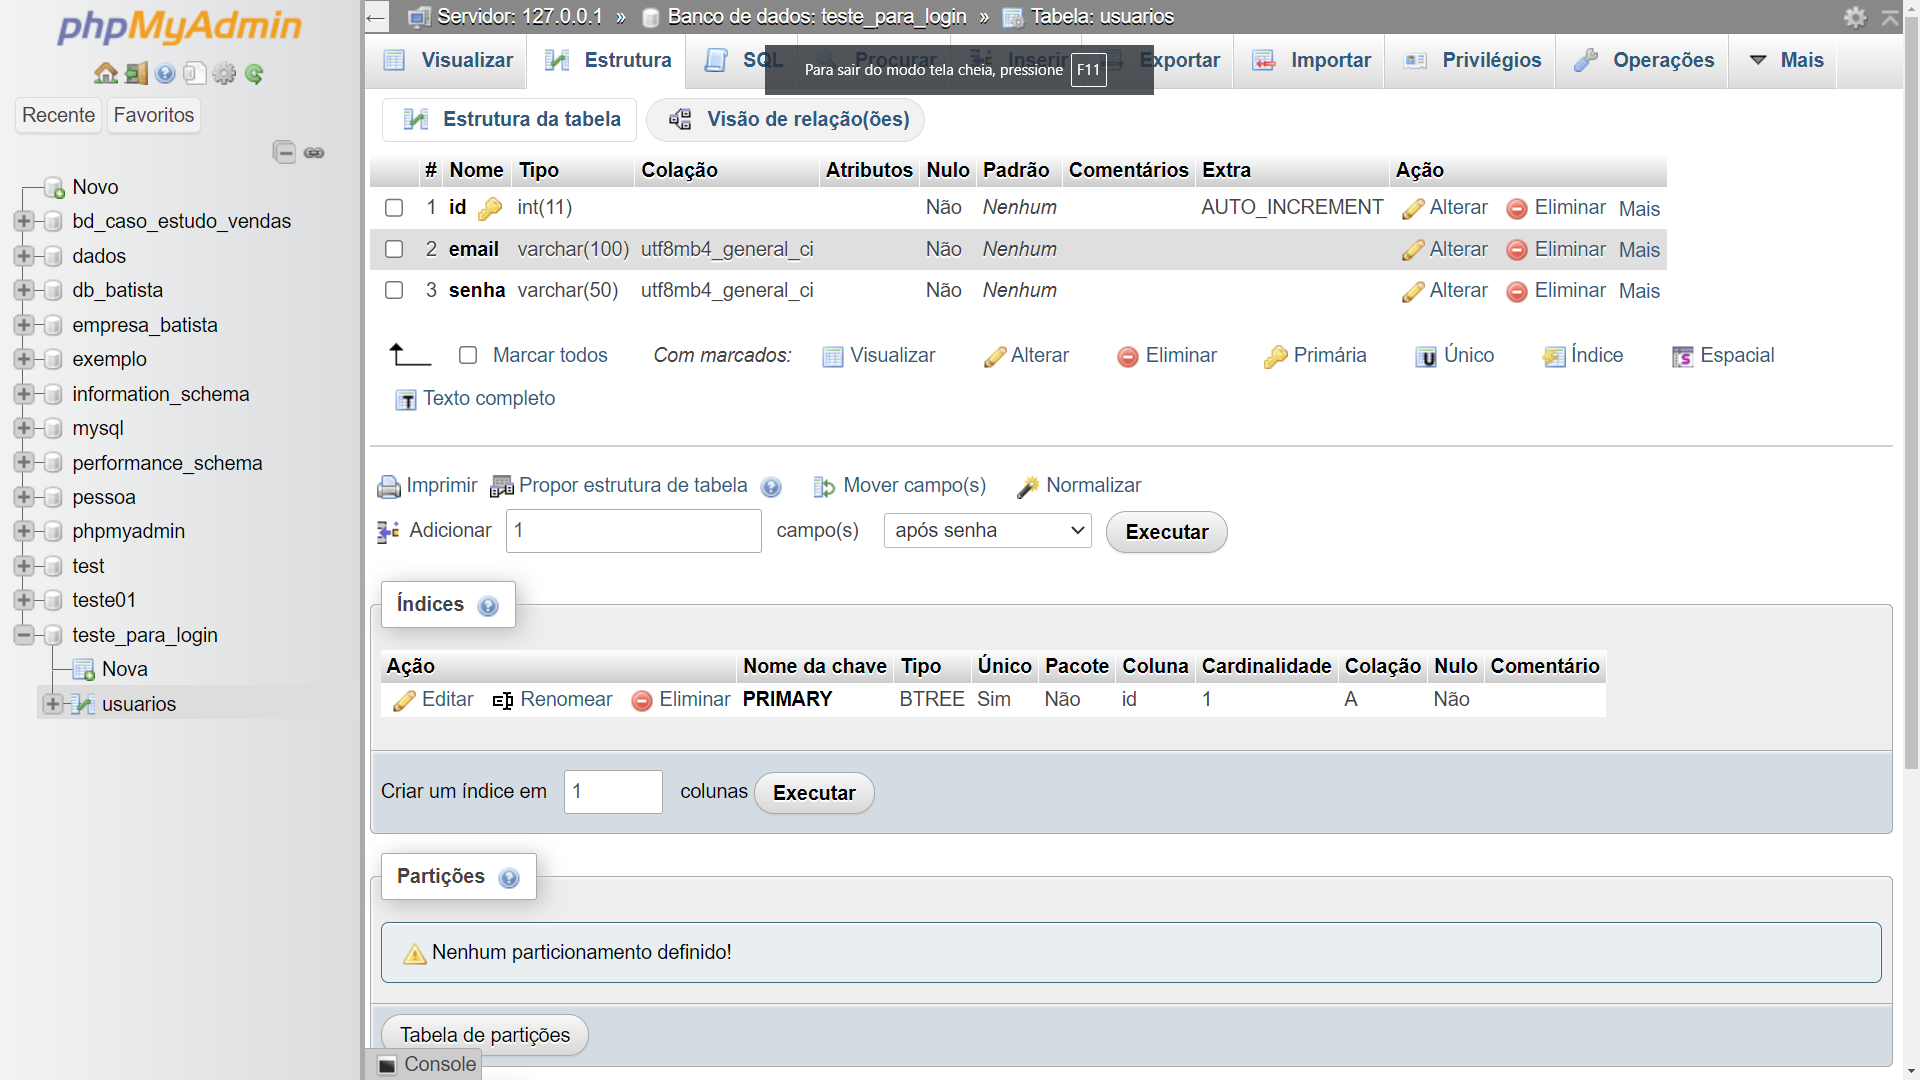 phpMyAdmin
Recente Favoritos
Novo
bd_caso_estudo_vendas
dados
db_batista
empresa_batista
exemplo
information_schema
mysql
performance_schema
pessoa
phpmyadmin
test
teste01
teste_para_login
Nova
usuarios
Servidor: 127.0.0.1 » Banco de dados: teste_para_login » Tabela: usuarios
Visualizar Estrutura SQL Procurar Inserir Exportar Importar Privilégios Operações Mais
Para sair do modo tela cheia, pressione F11
Estrutura da tabela Visão de relação(ões)
# Nome Tipo Colação Atributos Nulo Padrão Comentários Extra Ação
1 id int(11) Não Nenhum AUTO_INCREMENT Alterar Eliminar Mais
2 email varchar(100) utf8mb4_general_ci Não Nenhum Alterar Eliminar Mais
3 senha varchar(50) utf8mb4_general_ci Não Nenhum Alterar Eliminar Mais
Marcar todos Com marcados: Visualizar Alterar Eliminar Primária Único Índice Espacial
Texto completo
Imprimir Propor estrutura de tabela Mover campo(s) Normalizar
Adicionar 1 campo(s) após senha Executar
Índices
Ação Nome da chave Tipo Único Pacote Coluna Cardinalidade Colação Nulo Comentário
Editar Renomear Eliminar PRIMARY BTREE Sim Não id 1 A Não
Criar um índice em 1 colunas Executar
Partições
Nenhum particionamento definido!
Tabela de partições
Console